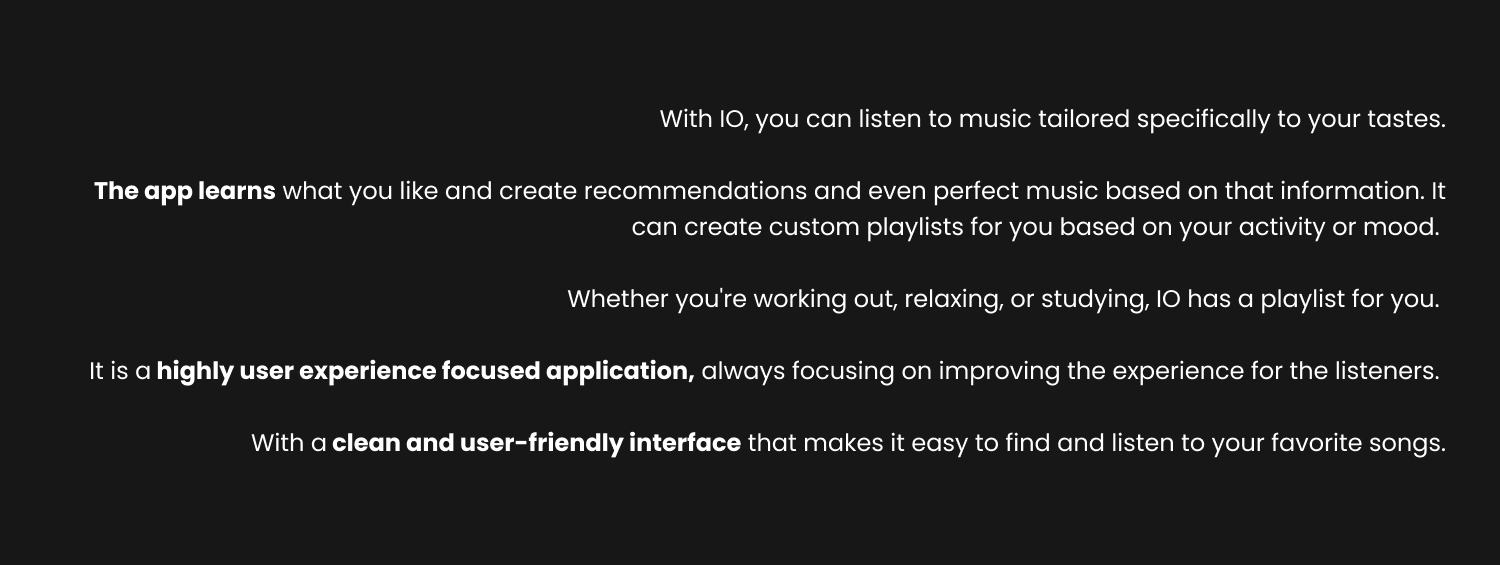 With IO, you can listen to music tailored specifically to your tastes.
The app learns what you like and create recommendations and even perfect music based on that information. It
can create custom playlists for you based on your activity or mood.
Whether you're working out, relaxing, or studying, IO has a playlist for you.
It is a highly user experience focused application, always focusing on improving the experience for the listeners.
With a clean and user-friendly interface that makes it easy to find and listen to your favorite songs.